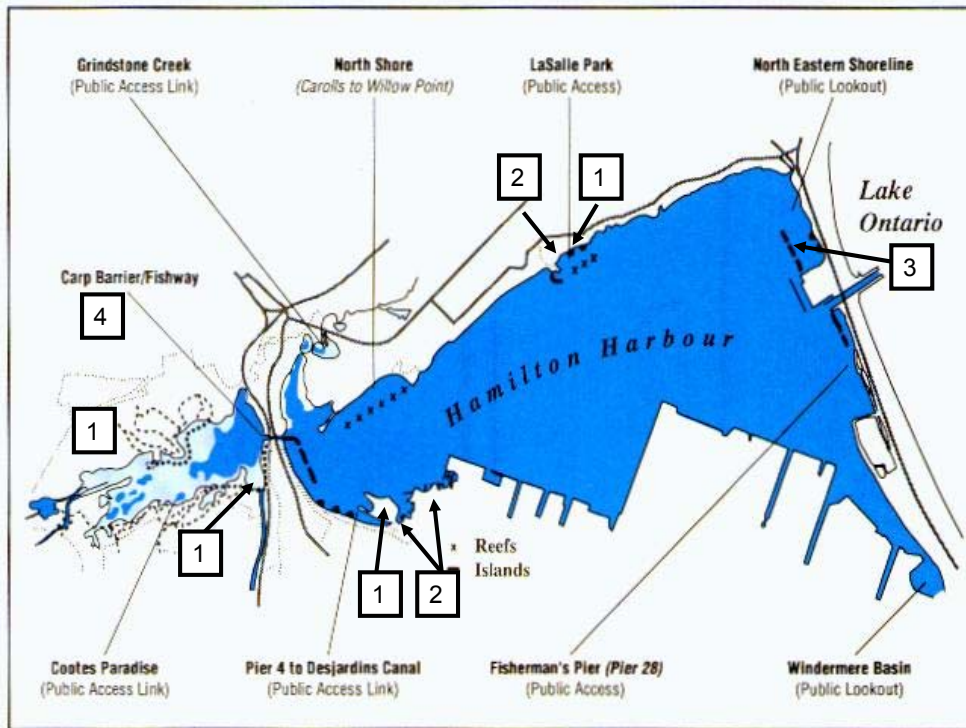 Grindstone Creek
(Public Access Link)
North Shore
(Carolls to Willow Point)
LaSalle Park
(Public Access)
North Eastern Shoreline
(Public Lookout)
2
1
Lake
Ontario
3
Carp Barrier/Fishway
4
Hamilton Harbour
1
1
x Reefs
Islands
1
2
Cootes Paradise
(Public Access Link)
Pier 4 to Desjardins Canal
(Public Access Link)
Fisherman's Pier (Pier 28)
(Public Access)
Windermere Basin
(Public Lookout)